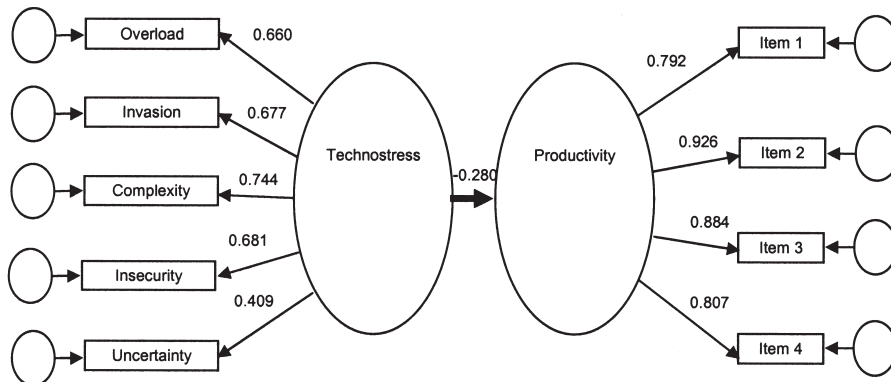 Overload
0.660
Invasion
0.677
Complexity
0.744
Insecurity
0.681
Uncertainty
0.409
Technostress
-0.280
Productivity
0.792
Item 1
0.926
Item 2
0.884
Item 3
0.807
Item 4